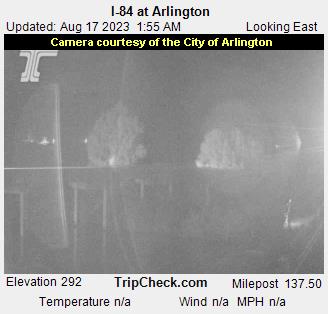 I-84 at Arlington
Updated: Aug 17 2023 1:55 AM Looking East
Camera courtesy of the City of Arlington
Elevation 292 TripCheck.com Milepost 137.50
Temperature n/a Wind n/a MPH n/a